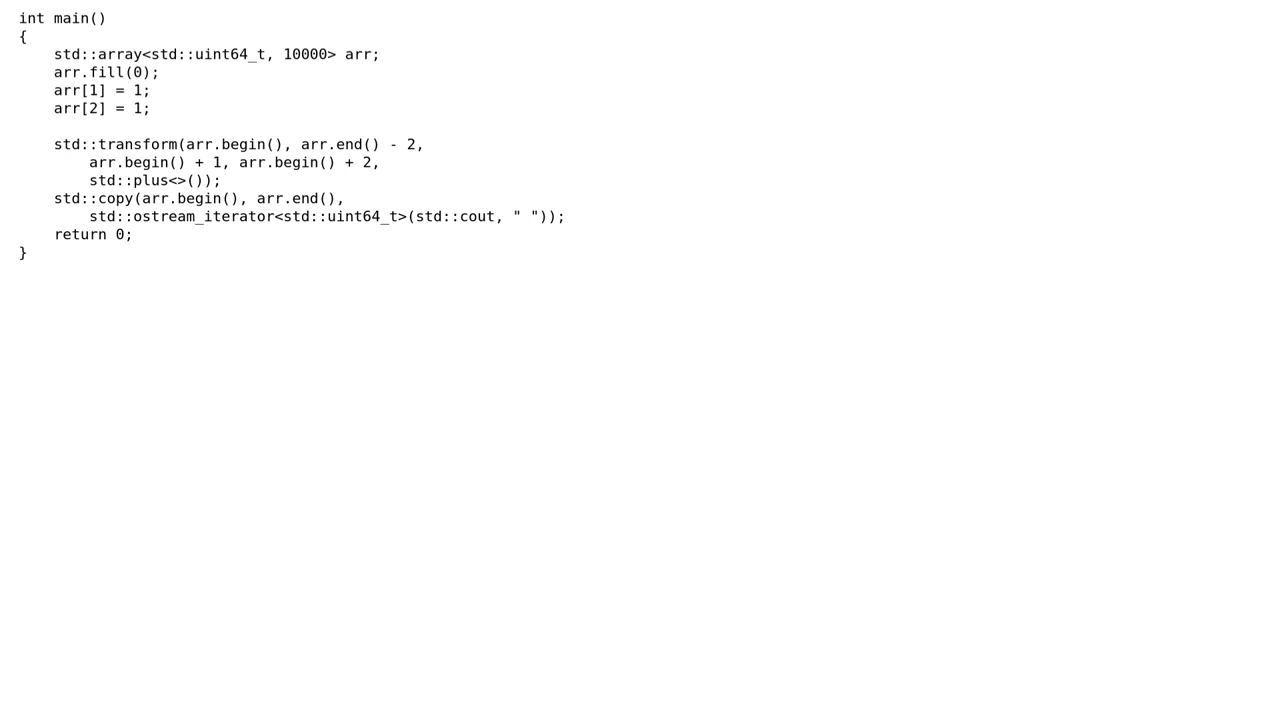 int main()
{
    std::array<std::uint64_t, 10000> arr;
    arr.fill(0);
    arr[1] = 1;
    arr[2] = 1;

    std::transform(arr.begin(), arr.end() - 2,
        arr.begin() + 1, arr.begin() + 2,
        std::plus<>());
    std::copy(arr.begin(), arr.end(),
        std::ostream_iterator<std::uint64_t>(std::cout, " "));
    return 0;
}